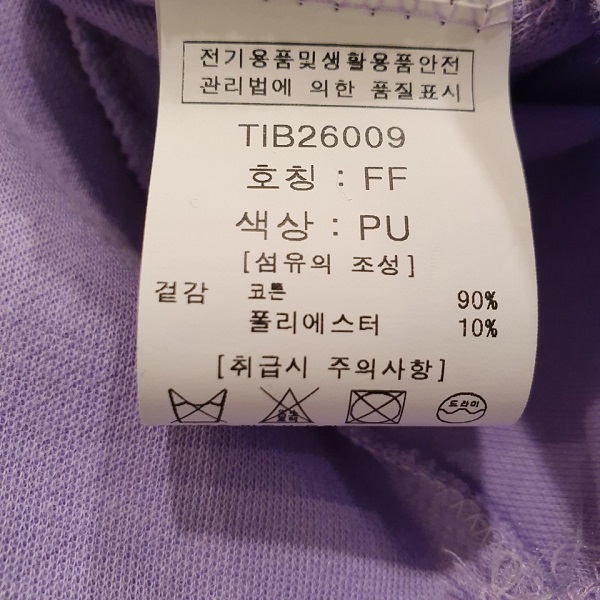 전기용품및생활용품안전
관리법에 의한 품질표시
TIB26009
호칭 : FF
색상 : PU
[섬유의 조성]
겉감 코튼 90%
폴리에스터 10%
[취급시 주의사항]
드라이